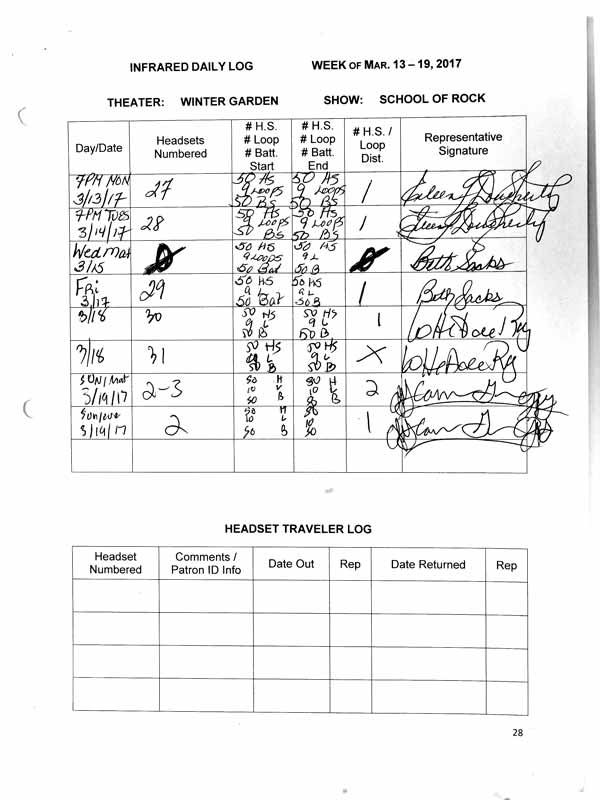 INFRARED DAILY LOG WEEK OF MAR. 13 – 19, 2017
THEATER: WINTER GARDEN SHOW: SCHOOL OF ROCK
Day/Date
Headsets
Numbered
# H.S.
# Loop
# Batt.
Start
# H.S.
# Loop
# Batt.
End
# H.S. /
Loop
Dist.
Representative
Signature
7PM MON
3/13/17
27
50 HS
9 LOOPS
50 BS
50 HS
9 LOOPS
50 BS
1
Eileen Dougherty
7PM TUES
3/14/17
28
50 HS
9 LOOPS
50 BS
50 HS
9 LOOPS
50 BS
1
Dougherty
Wed Mat
3/15
0
50 HS
9 LOOPS
50 Bat
50 HS
9 L
50 B
0
Beth Sacks
Fri
3/17
29
50 HS
9 L
50 Bat
50 HS
9 L
50 B
1
Beth Sacks
3/18
30
50 HS
9 L
50 B
50 HS
9 L
50 B
1
3/18
31
50 HS
9 L
50 B
50 HS
9 L
50 B
X
SUN/Mat
3/19/17
2-3
50 H
10 L
50 B
50 H
10 L
50 B
2
Sun/eve
3/19/17
2
50 H
10 L
50 B
50
10
50
1
HEADSET TRAVELER LOG
Headset
Numbered
Comments /
Patron ID Info
Date Out
Rep
Date Returned
Rep
28